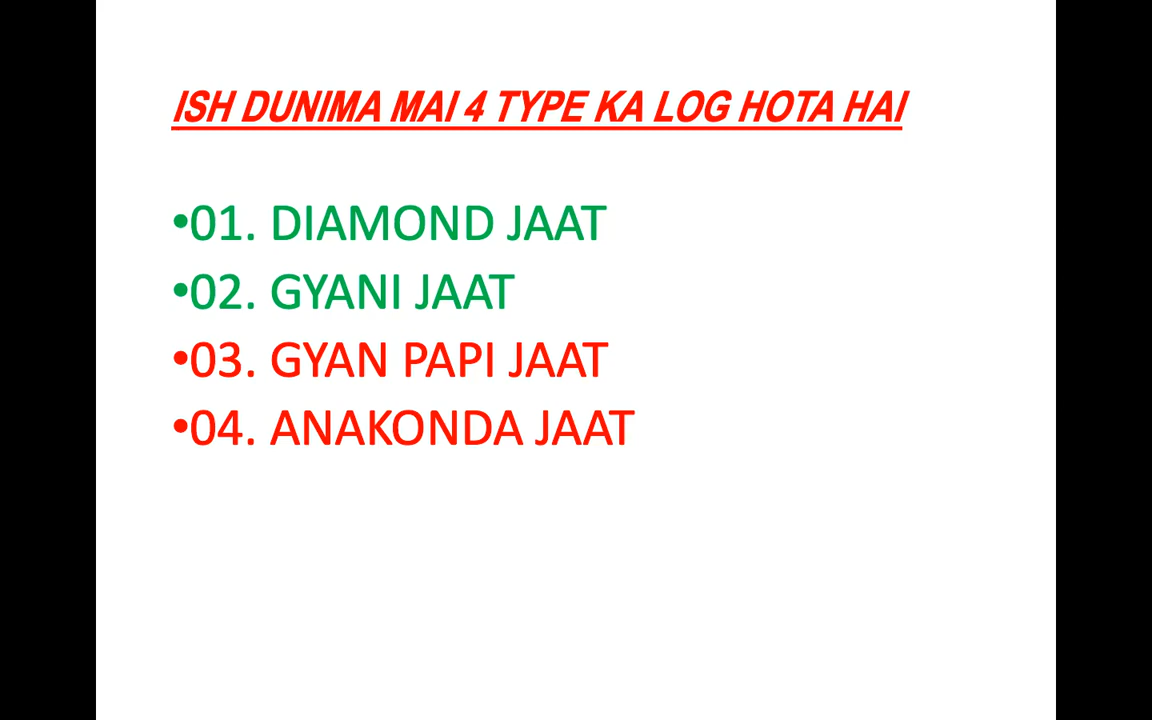 ISH DUNIMA MAI 4 TYPE KA LOG HOTA HAI
•01. DIAMOND JAAT
•02. GYANI JAAT
•03. GYAN PAPI JAAT
•04. ANAKONDA JAAT